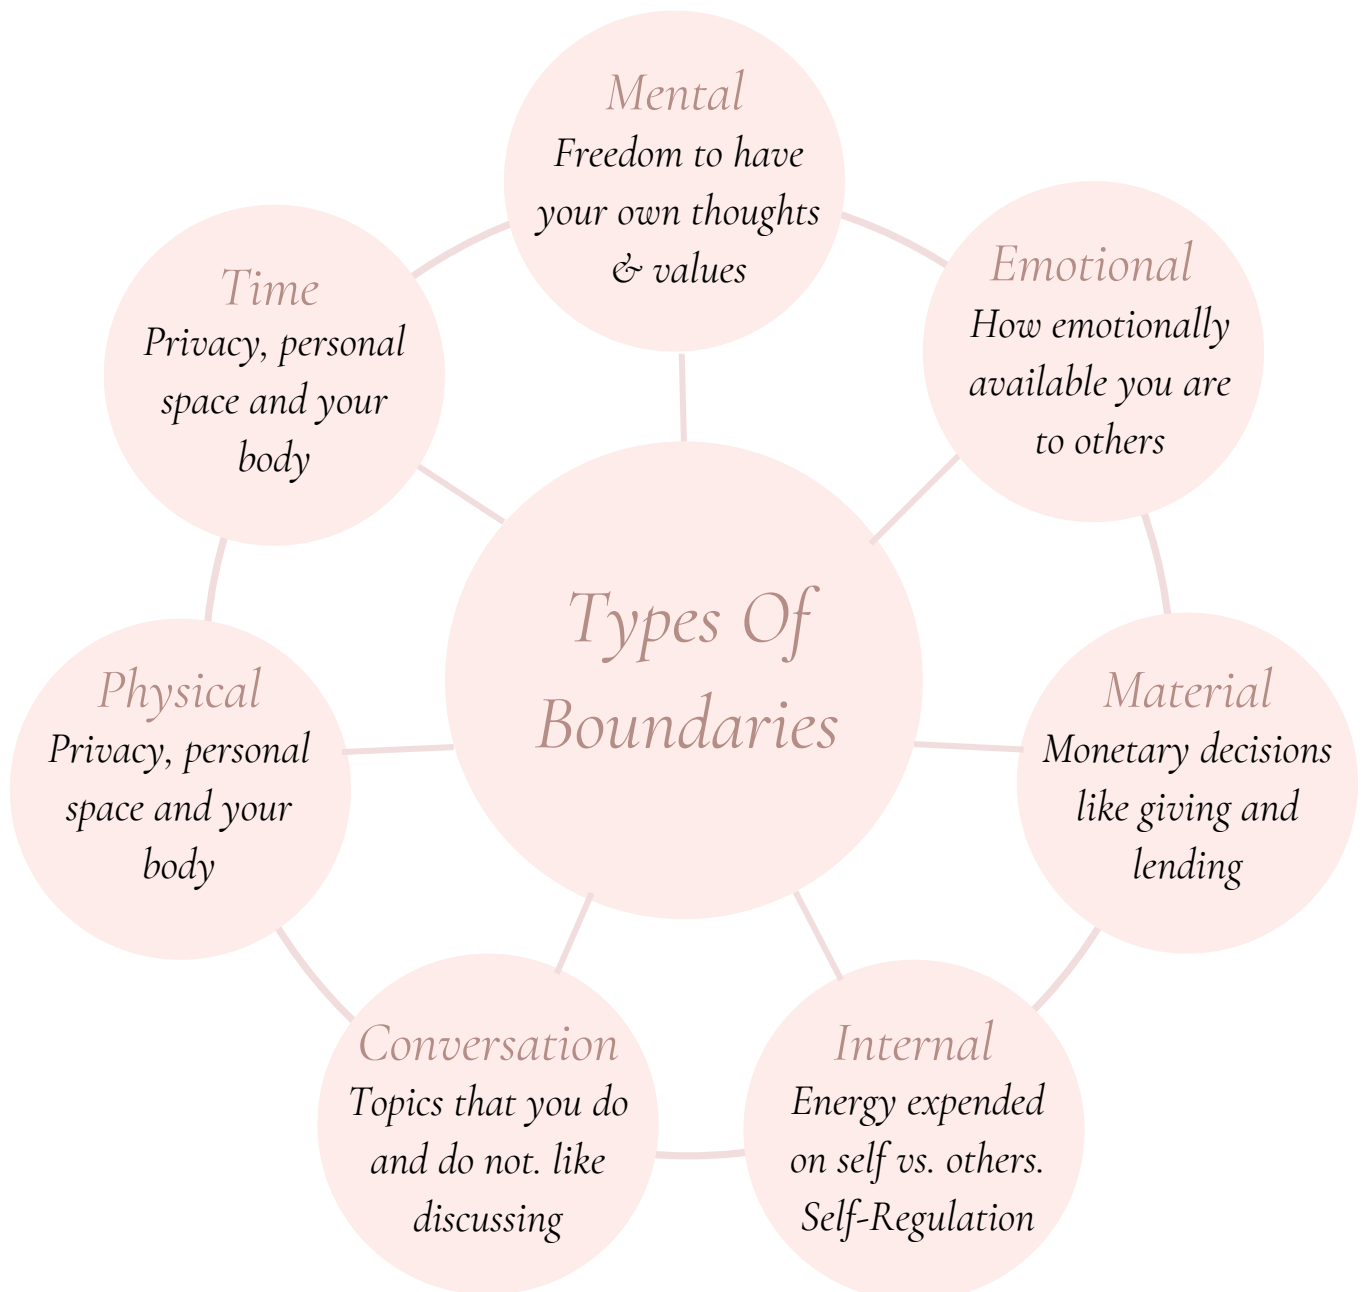 Mental
Freedom to have
your own thoughts
& values
Emotional
How emotionally
available you are
to others
Time
Privacy, personal
space and your
body
Types Of
Boundaries
Physical
Privacy, personal
space and your
body
Material
Monetary decisions
like giving and
lending
Conversation
Topics that you do
and do not. like
discussing
Internal
Energy expended
on self vs. others.
Self-Regulation